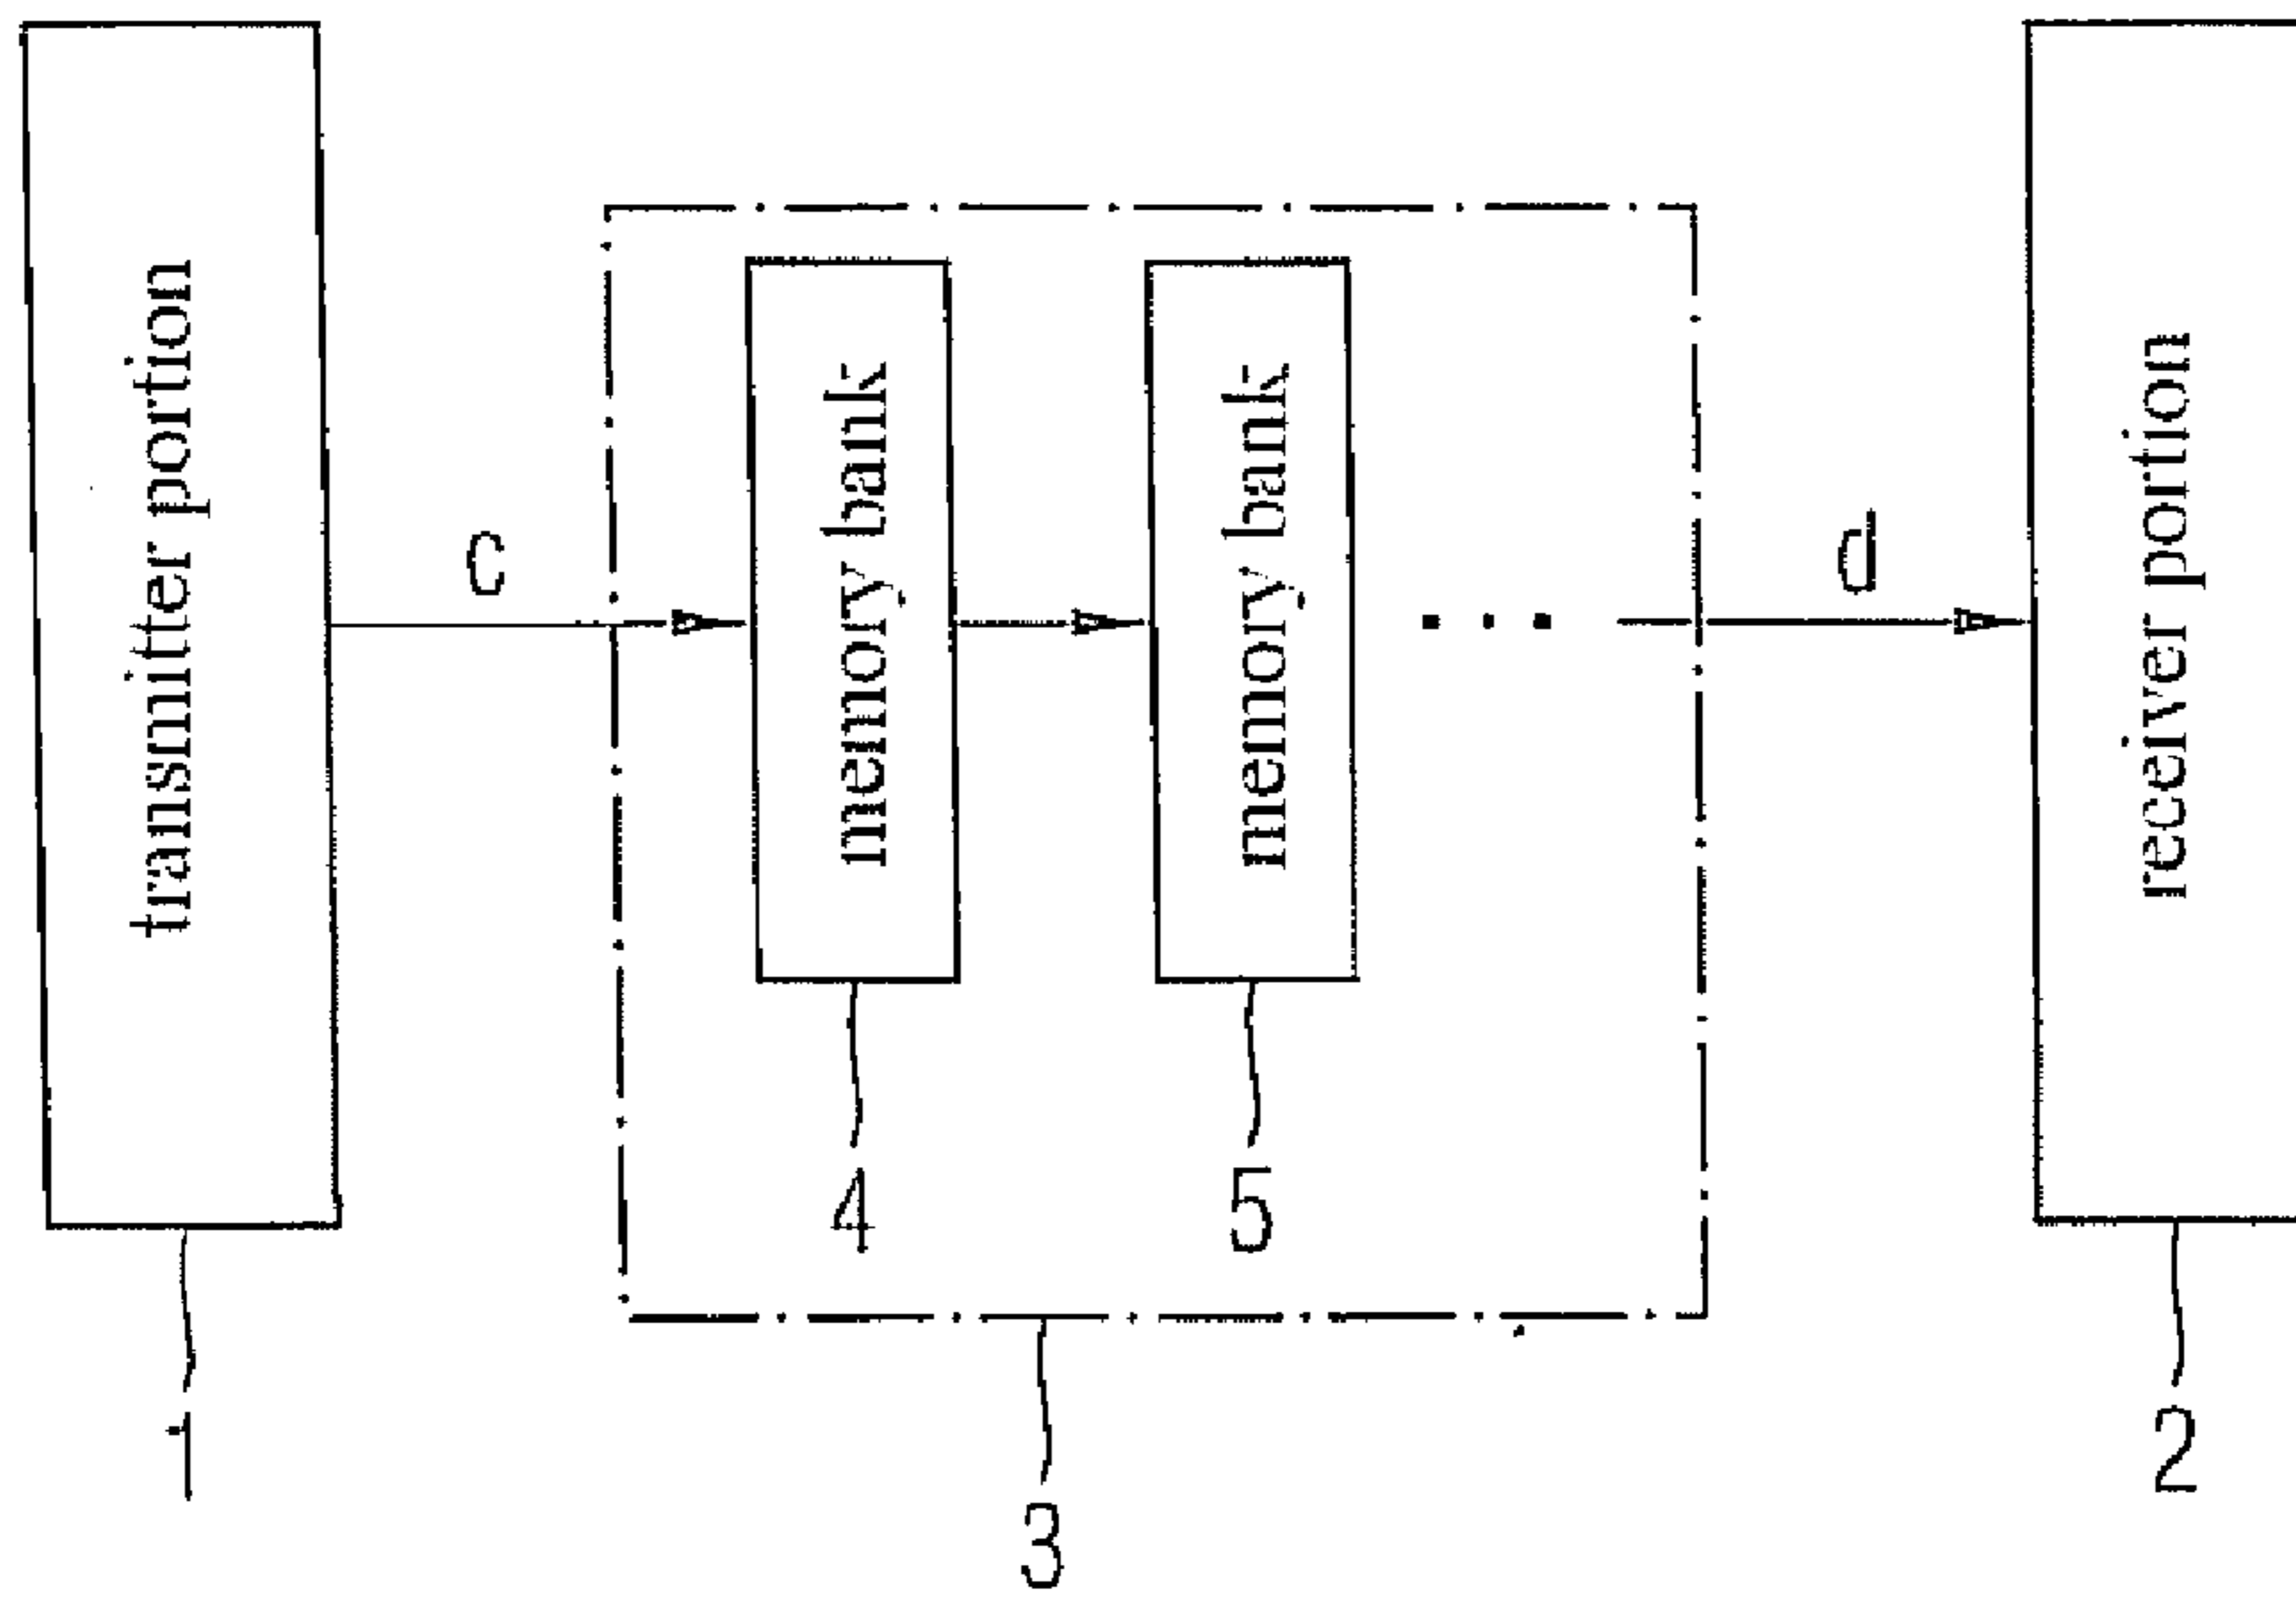 transmitter portion
c
memory bank
memory bank
d
receiver portion
4
5
1
2
3